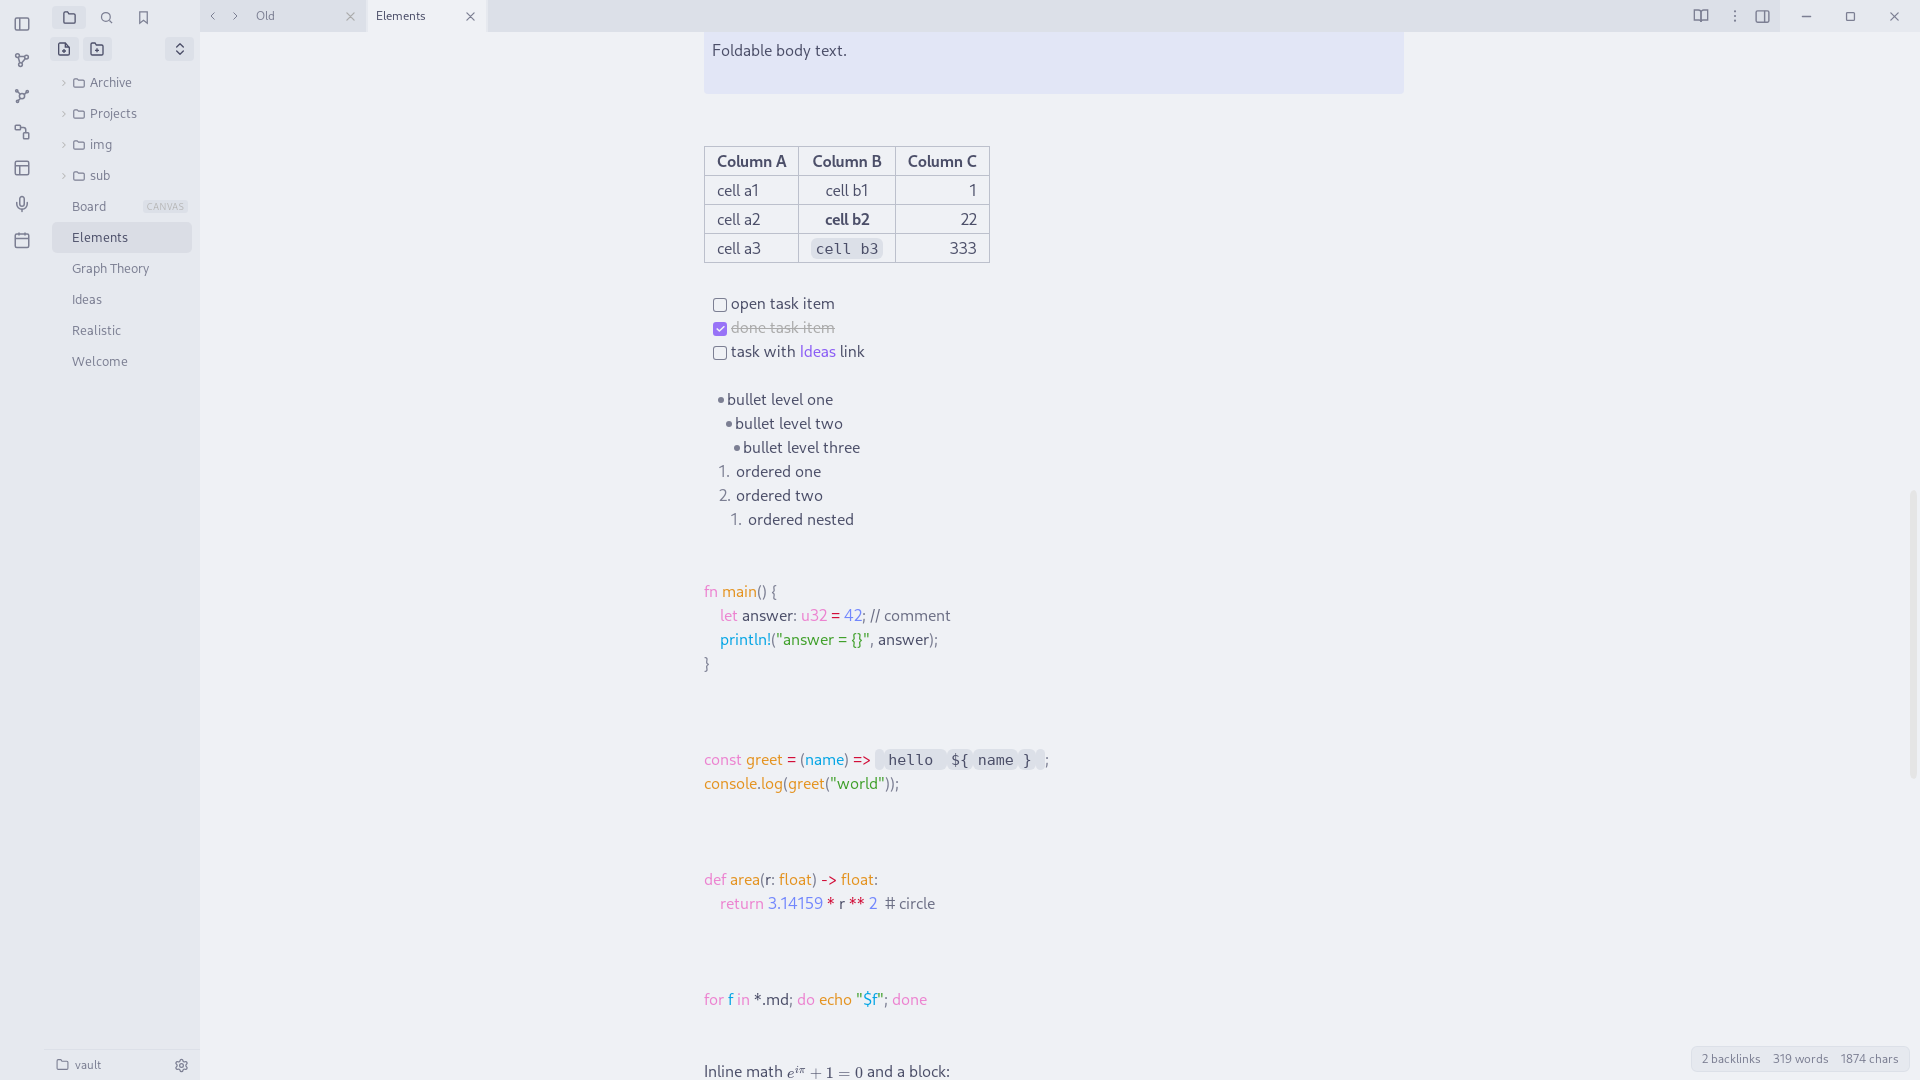 Old
Elements
Archive
Projects
img
sub
Board CANVAS
Elements
Graph Theory
Ideas
Realistic
Welcome
vault
Foldable body text.
Column A Column B Column C
cell a1 cell b1 1
cell a2 cell b2 22
cell a3 cell b3 333
open task item
done task item
task with Ideas link
bullet level one
bullet level two
bullet level three
1. ordered one
2. ordered two
1. ordered nested
fn main() {
let answer: u32 = 42; // comment
println!("answer = {}", answer);
}
const greet = (name) => hello ${ name } ;
console.log(greet("world"));
def area(r: float) -> float:
return 3.14159 * r ** 2 # circle
for f in *.md; do echo "$f"; done
Inline math e^{iπ} + 1 = 0 and a block:
2 backlinks 319 words 1874 chars